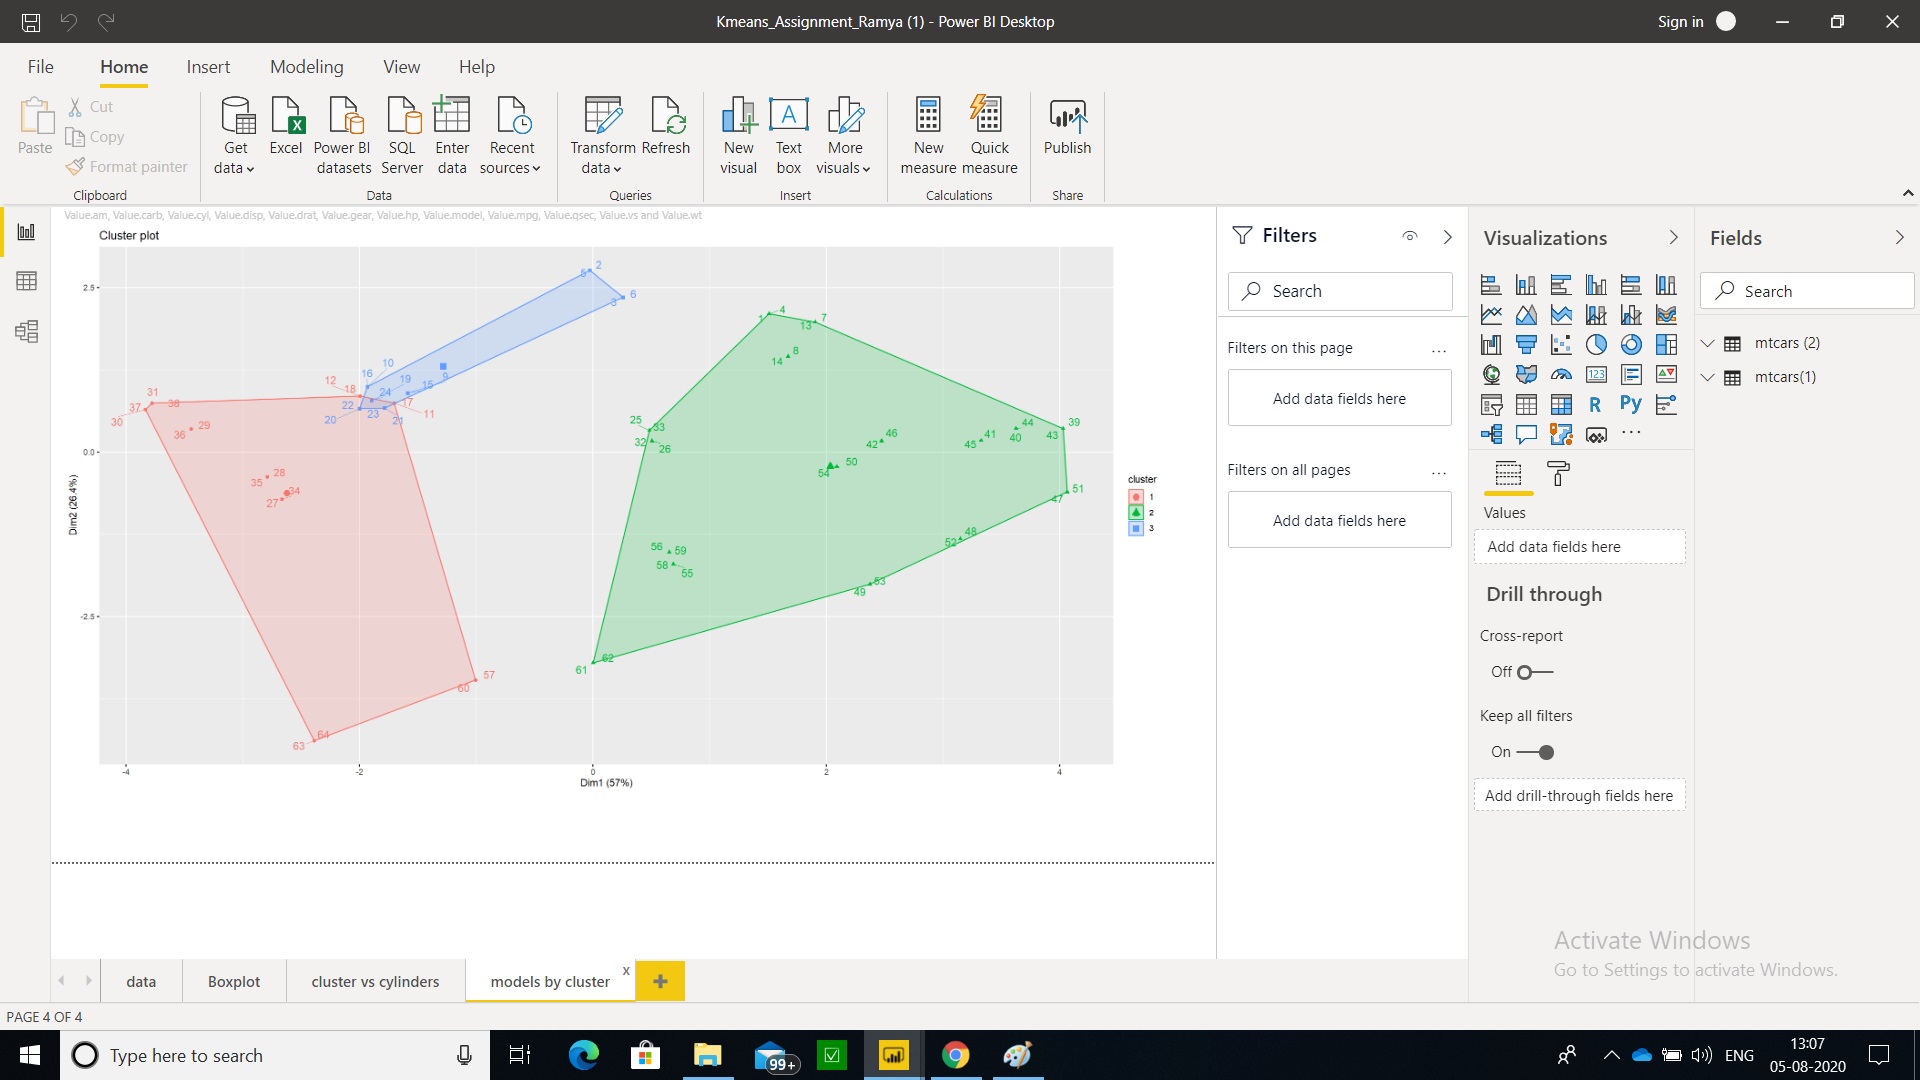 Kmeans_Assignment_Ramya (1) - Power BI Desktop
Sign in
File Home Insert Modeling View Help
Paste
Cut
Copy
Format painter
Clipboard
Get data
Excel
Power BI datasets
SQL Server
Enter data
Recent sources
Data
Transform data
Refresh
Queries
New visual
Text box
More visuals
Insert
New measure
Quick measure
Calculations
Publish
Share
Value.am, Value.carb, Value.cyl, Value.disp, Value.drat, Value.gear, Value.hp, Value.model, Value.mpg, Value.qsec, Value.vs and Value.wt
Cluster plot
2.5
0.0
-2.5
Dim2 (26.4%)
5 2
6
3
10
16
19
24
15
9
22
23
20
21
12
18
17
11
31
37 38
30
29
36
28
35
34
27
57
60
64
63
4
1
7
13
8
14
25
33
32
26
46
42
41
45
44
40
39
43
50
54
51
47
48
52
53
49
56 59
58
55
62
61
-4 -2 0 2 4
Dim1 (57%)
cluster
1
2
3
Filters
Search
Filters on this page
...
Add data fields here
Filters on all pages
...
Add data fields here
Visualizations
123
R
Py
...
Values
Add data fields here
Drill through
Cross-report
Off
Keep all filters
On
Add drill-through fields here
Fields
Search
mtcars (2)
mtcars(1)
Activate Windows
Go to Settings to activate Windows.
data
Boxplot
cluster vs cylinders
models by cluster
x
+
PAGE 4 OF 4
Type here to search
99+
ENG
13:07
05-08-2020